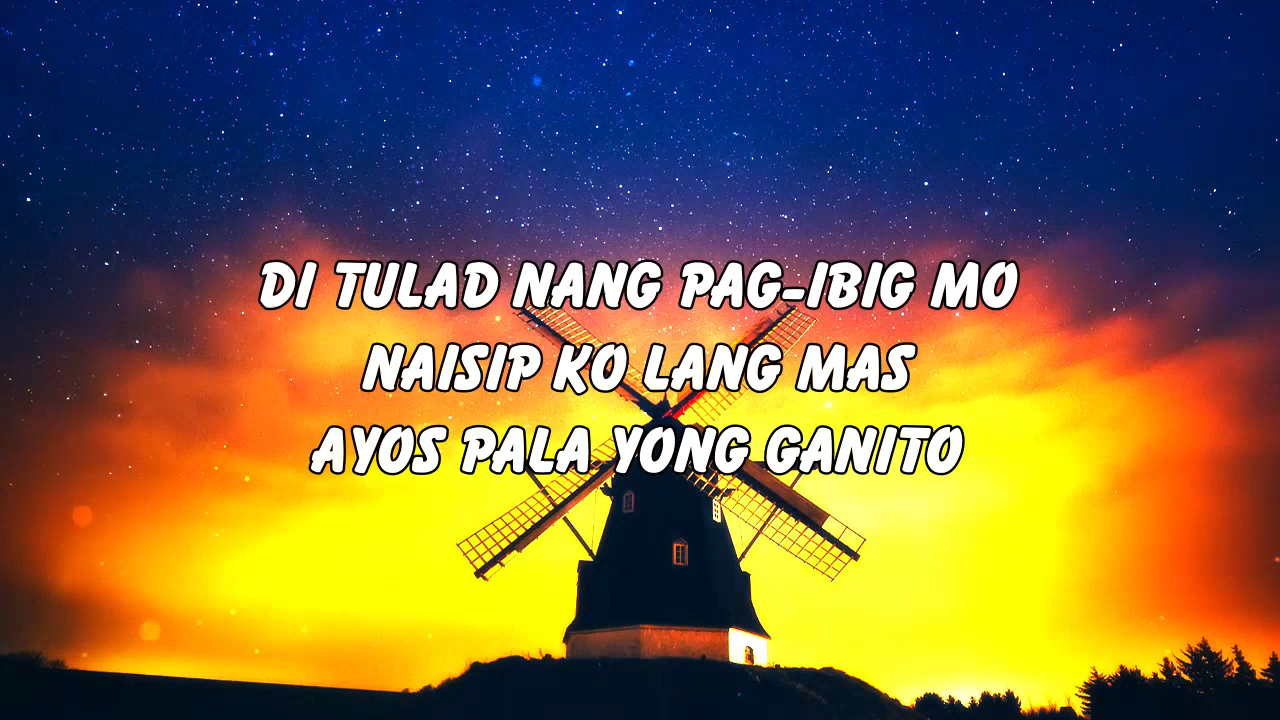 DI TULAD NANG PAG-IBIG MO
NAISIP KO LANG MAS
AYOS PALA YONG GANITO